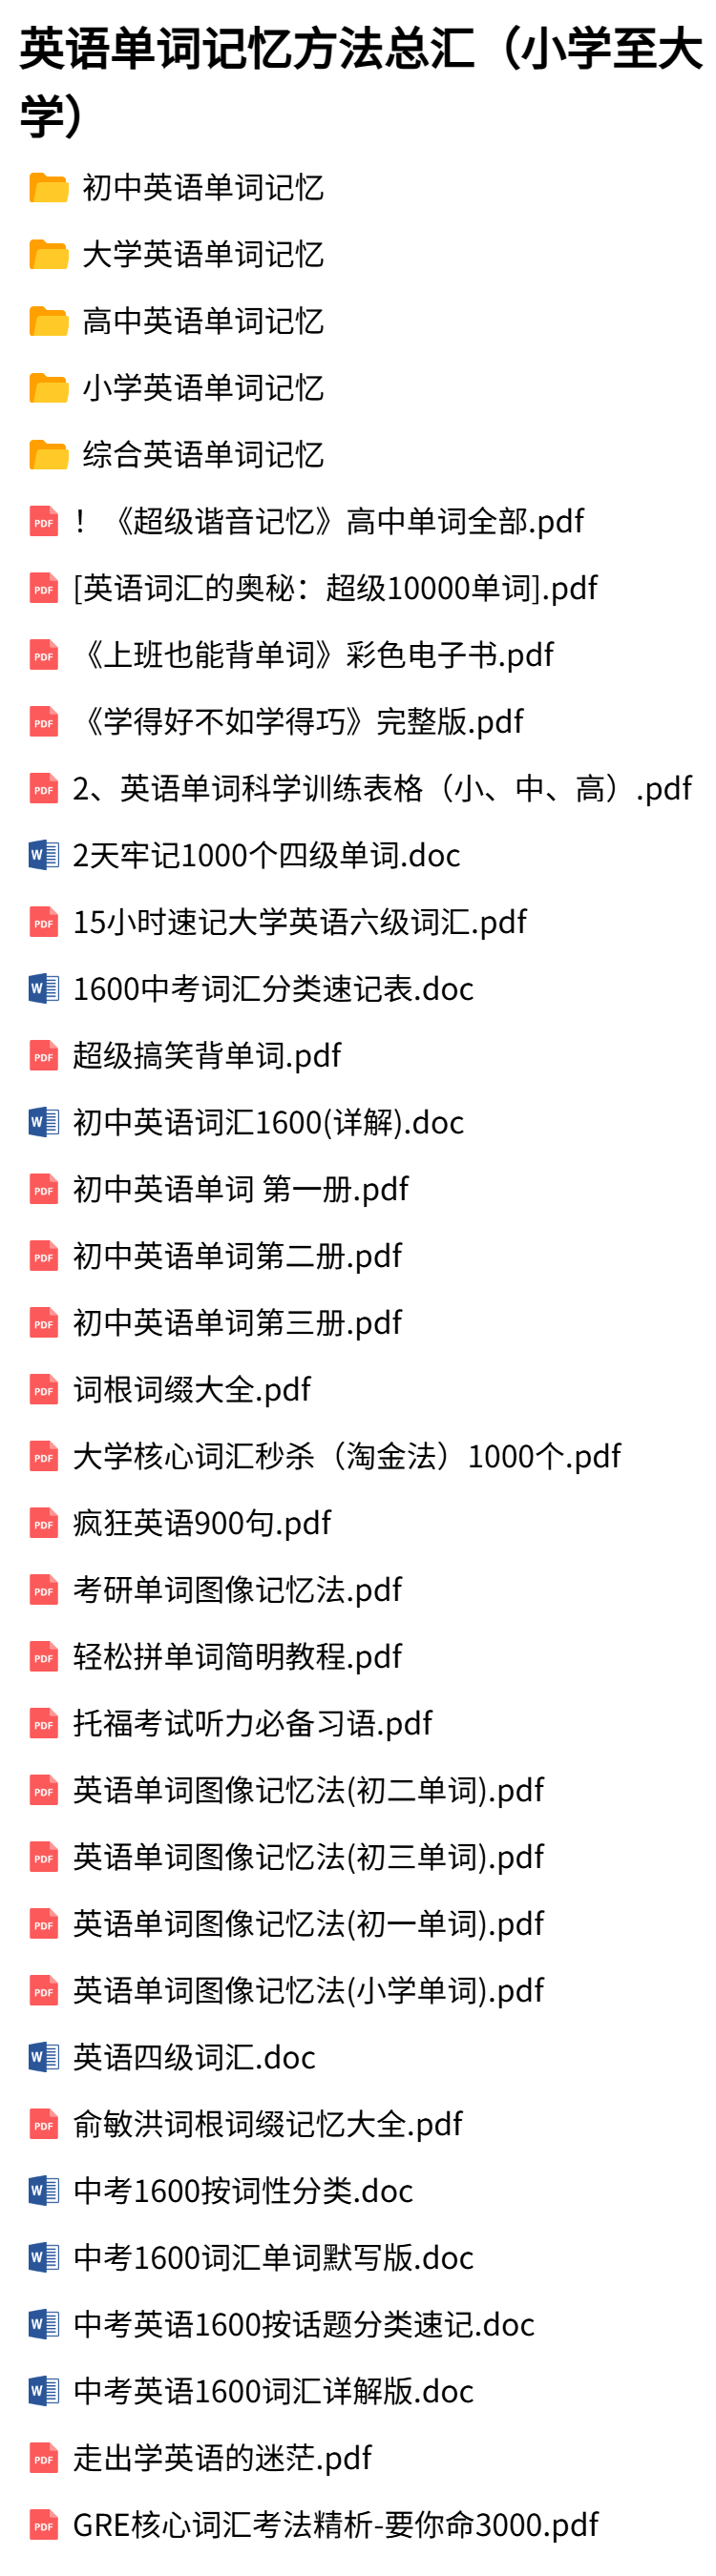 英语单词记忆方法总汇（小学至大
学）
初中英语单词记忆
大学英语单词记忆
高中英语单词记忆
小学英语单词记忆
综合英语单词记忆
PDF ！《超级谐音记忆》高中单词全部.pdf
PDF [英语词汇的奥秘：超级10000单词].pdf
PDF 《上班也能背单词》彩色电子书.pdf
PDF 《学得好不如学得巧》完整版.pdf
PDF 2、英语单词科学训练表格（小、中、高）.pdf
W 2天牢记1000个四级单词.doc
PDF 15小时速记大学英语六级词汇.pdf
W 1600中考词汇分类速记表.doc
PDF 超级搞笑背单词.pdf
W 初中英语词汇1600(详解).doc
PDF 初中英语单词 第一册.pdf
PDF 初中英语单词第二册.pdf
PDF 初中英语单词第三册.pdf
PDF 词根词缀大全.pdf
PDF 大学核心词汇秒杀（淘金法）1000个.pdf
PDF 疯狂英语900句.pdf
PDF 考研单词图像记忆法.pdf
PDF 轻松拼单词简明教程.pdf
PDF 托福考试听力必备习语.pdf
PDF 英语单词图像记忆法(初二单词).pdf
PDF 英语单词图像记忆法(初三单词).pdf
PDF 英语单词图像记忆法(初一单词).pdf
PDF 英语单词图像记忆法(小学单词).pdf
W 英语四级词汇.doc
PDF 俞敏洪词根词缀记忆大全.pdf
W 中考1600按词性分类.doc
W 中考1600词汇单词默写版.doc
W 中考英语1600按话题分类速记.doc
W 中考英语1600词汇详解版.doc
PDF 走出学英语的迷茫.pdf
PDF GRE核心词汇考法精析-要你命3000.pdf